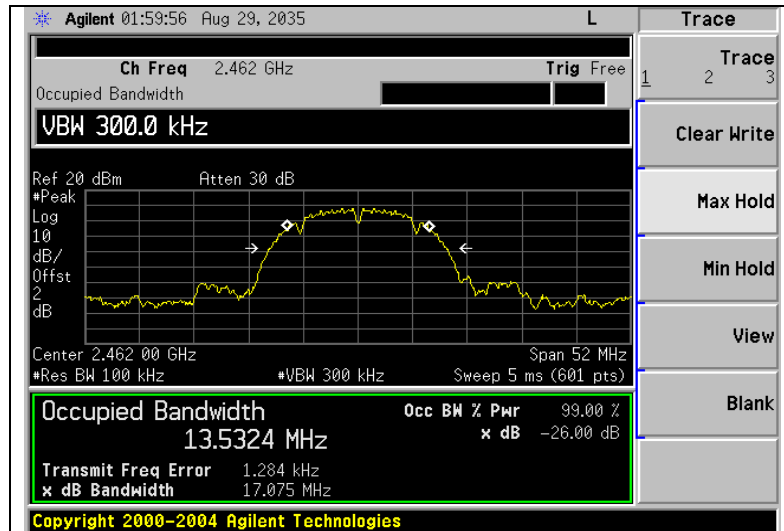 Agilent 01:59:56 Aug 29, 2035 L
Trace
Ch Freq 2.462 GHz Trig Free
Occupied Bandwidth
VBW 300.0 kHz
Ref 20 dBm Atten 30 dB
#Peak
Log
10
dB/
Offst
2
dB
Center 2.462 00 GHz Span 52 MHz
#Res BW 100 kHz #VBW 300 kHz Sweep 5 ms (601 pts)
Occupied Bandwidth
13.5324 MHz
Occ BW % Pwr 99.00 %
x dB -26.00 dB
Transmit Freq Error 1.284 kHz
x dB Bandwidth 17.075 MHz
Copyright 2000-2004 Agilent Technologies
Trace
1 2 3
Clear Write
Max Hold
Min Hold
View
Blank